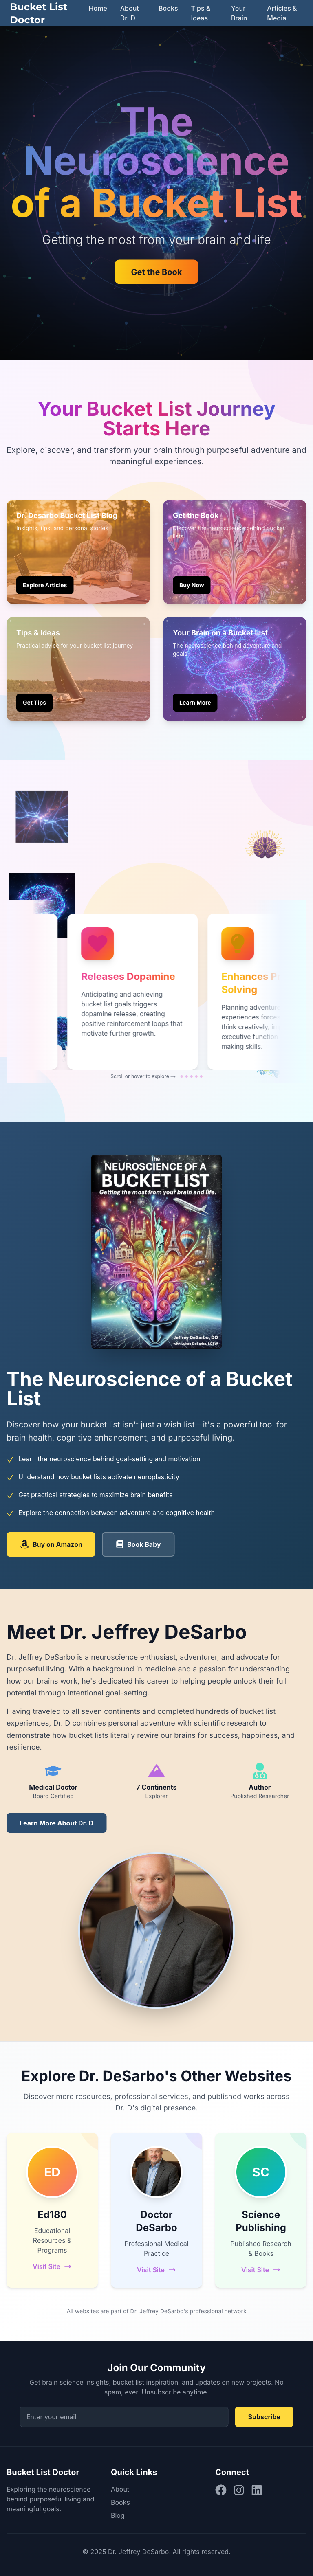 Bucket List
Doctor
Home
About
Dr. D
Books
Tips &
Ideas
Your
Brain
Articles &
Media
The
Neuroscience
of a Bucket List
Getting the most from your brain and life
Get the Book
Your Bucket List Journey
Starts Here
Explore, discover, and transform your brain through purposeful adventure and
meaningful experiences.
Dr. Desarbo Bucket List Blog
Insights, tips, and personal stories
Explore Articles
Get the Book
Discover the neuroscience behind bucket
lists
Buy Now
Tips & Ideas
Practical advice for your bucket list journey
Get Tips
Your Brain on a Bucket List
The neuroscience behind adventure and
goals
Learn More
Releases Dopamine
Anticipating and achieving
bucket list goals triggers
dopamine release, creating
positive reinforcement loops that
motivate further growth.
Enhances
Solving
Planning
experiences
think creatively,
executive
making skills.
Scroll or hover to explore
The
NEUROSCIENCE OF A
BUCKET LIST
Getting the most from your brain and life.
Jeffrey DeSarbo, DO
The Neuroscience of a Bucket
List
Discover how your bucket list isn't just a wish list—it's a powerful tool for
brain health, cognitive enhancement, and purposeful living.
Learn the neuroscience behind goal-setting and motivation
Understand how bucket lists activate neuroplasticity
Get practical strategies to maximize brain benefits
Explore the connection between adventure and cognitive health
Buy on Amazon
Book Baby
Meet Dr. Jeffrey DeSarbo
Dr. Jeffrey DeSarbo is a neuroscience enthusiast, adventurer, and advocate for
purposeful living. With a background in medicine and a passion for understanding
how our brains work, he's dedicated his career to helping people unlock their full
potential through intentional goal-setting.
Having traveled to all seven continents and completed hundreds of bucket list
experiences, Dr. D combines personal adventure with scientific research to
demonstrate how bucket lists literally rewire our brains for success, happiness, and
resilience.
Medical Doctor
Board Certified
7 Continents
Explorer
Author
Published Researcher
Learn More About Dr. D
Explore Dr. DeSarbo's Other Websites
Discover more resources, professional services, and published works across
Dr. D's digital presence.
ED
Ed180
Educational
Resources &
Programs
Visit Site →
Doctor
DeSarbo
Professional Medical
Practice
Visit Site →
SC
Science
Publishing
Published Research
& Books
Visit Site →
All websites are part of Dr. Jeffrey DeSarbo's professional network
Join Our Community
Get brain science insights, bucket list inspiration, and updates on new projects. No
spam, ever. Unsubscribe anytime.
Enter your email
Subscribe
Bucket List Doctor
Exploring the neuroscience
behind purposeful living and
meaningful goals.
Quick Links
About
Books
Blog
Connect
© 2025 Dr. Jeffrey DeSarbo. All rights reserved.